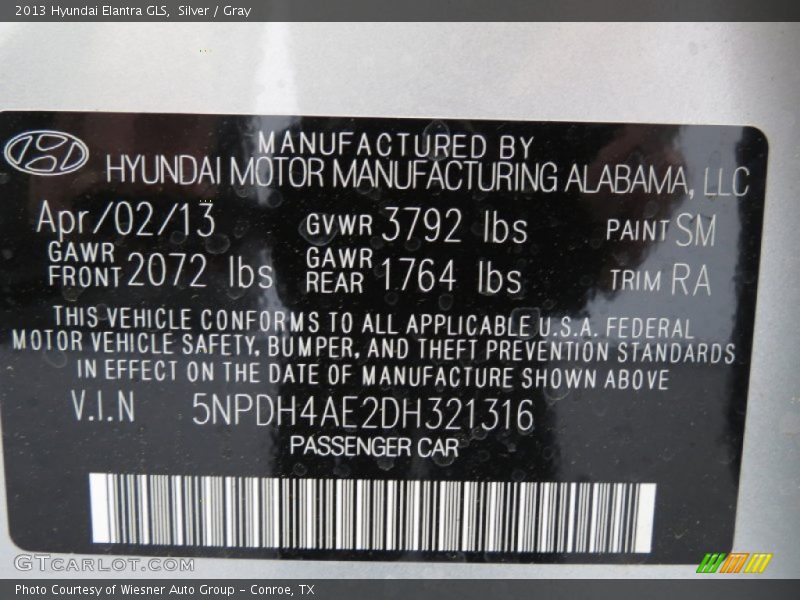 2013 Hyundai Elantra GLS, Silver / Gray
MANUFACTURED BY
HYUNDAI MOTOR MANUFACTURING ALABAMA, LLC
Apr/02/13 GVWR 3792 lbs PAINT SM
GAWR FRONT 2072 lbs GAWR REAR 1764 lbs TRIM RA
THIS VEHICLE CONFORMS TO ALL APPLICABLE U.S.A. FEDERAL
MOTOR VEHICLE SAFETY, BUMPER, AND THEFT PREVENTION STANDARDS
IN EFFECT ON THE DATE OF MANUFACTURE SHOWN ABOVE
V.I.N 5NPDH4AE2DH321316
PASSENGER CAR
GTCARLOT.COM
Photo Courtesy of Wiesner Auto Group - Conroe, TX